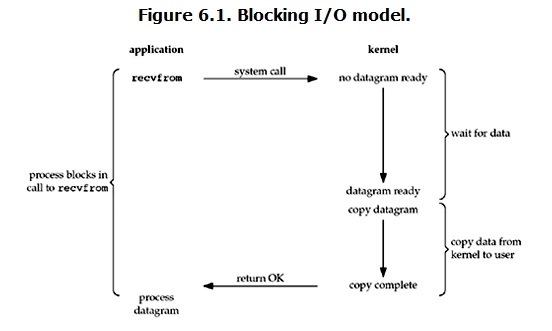 Figure 6.1. Blocking I/O model.
application
kernel
recvfrom
system call
no datagram ready
wait for data
process blocks in
call to recvfrom
datagram ready
copy datagram
copy data from
kernel to user
return OK
copy complete
process
datagram